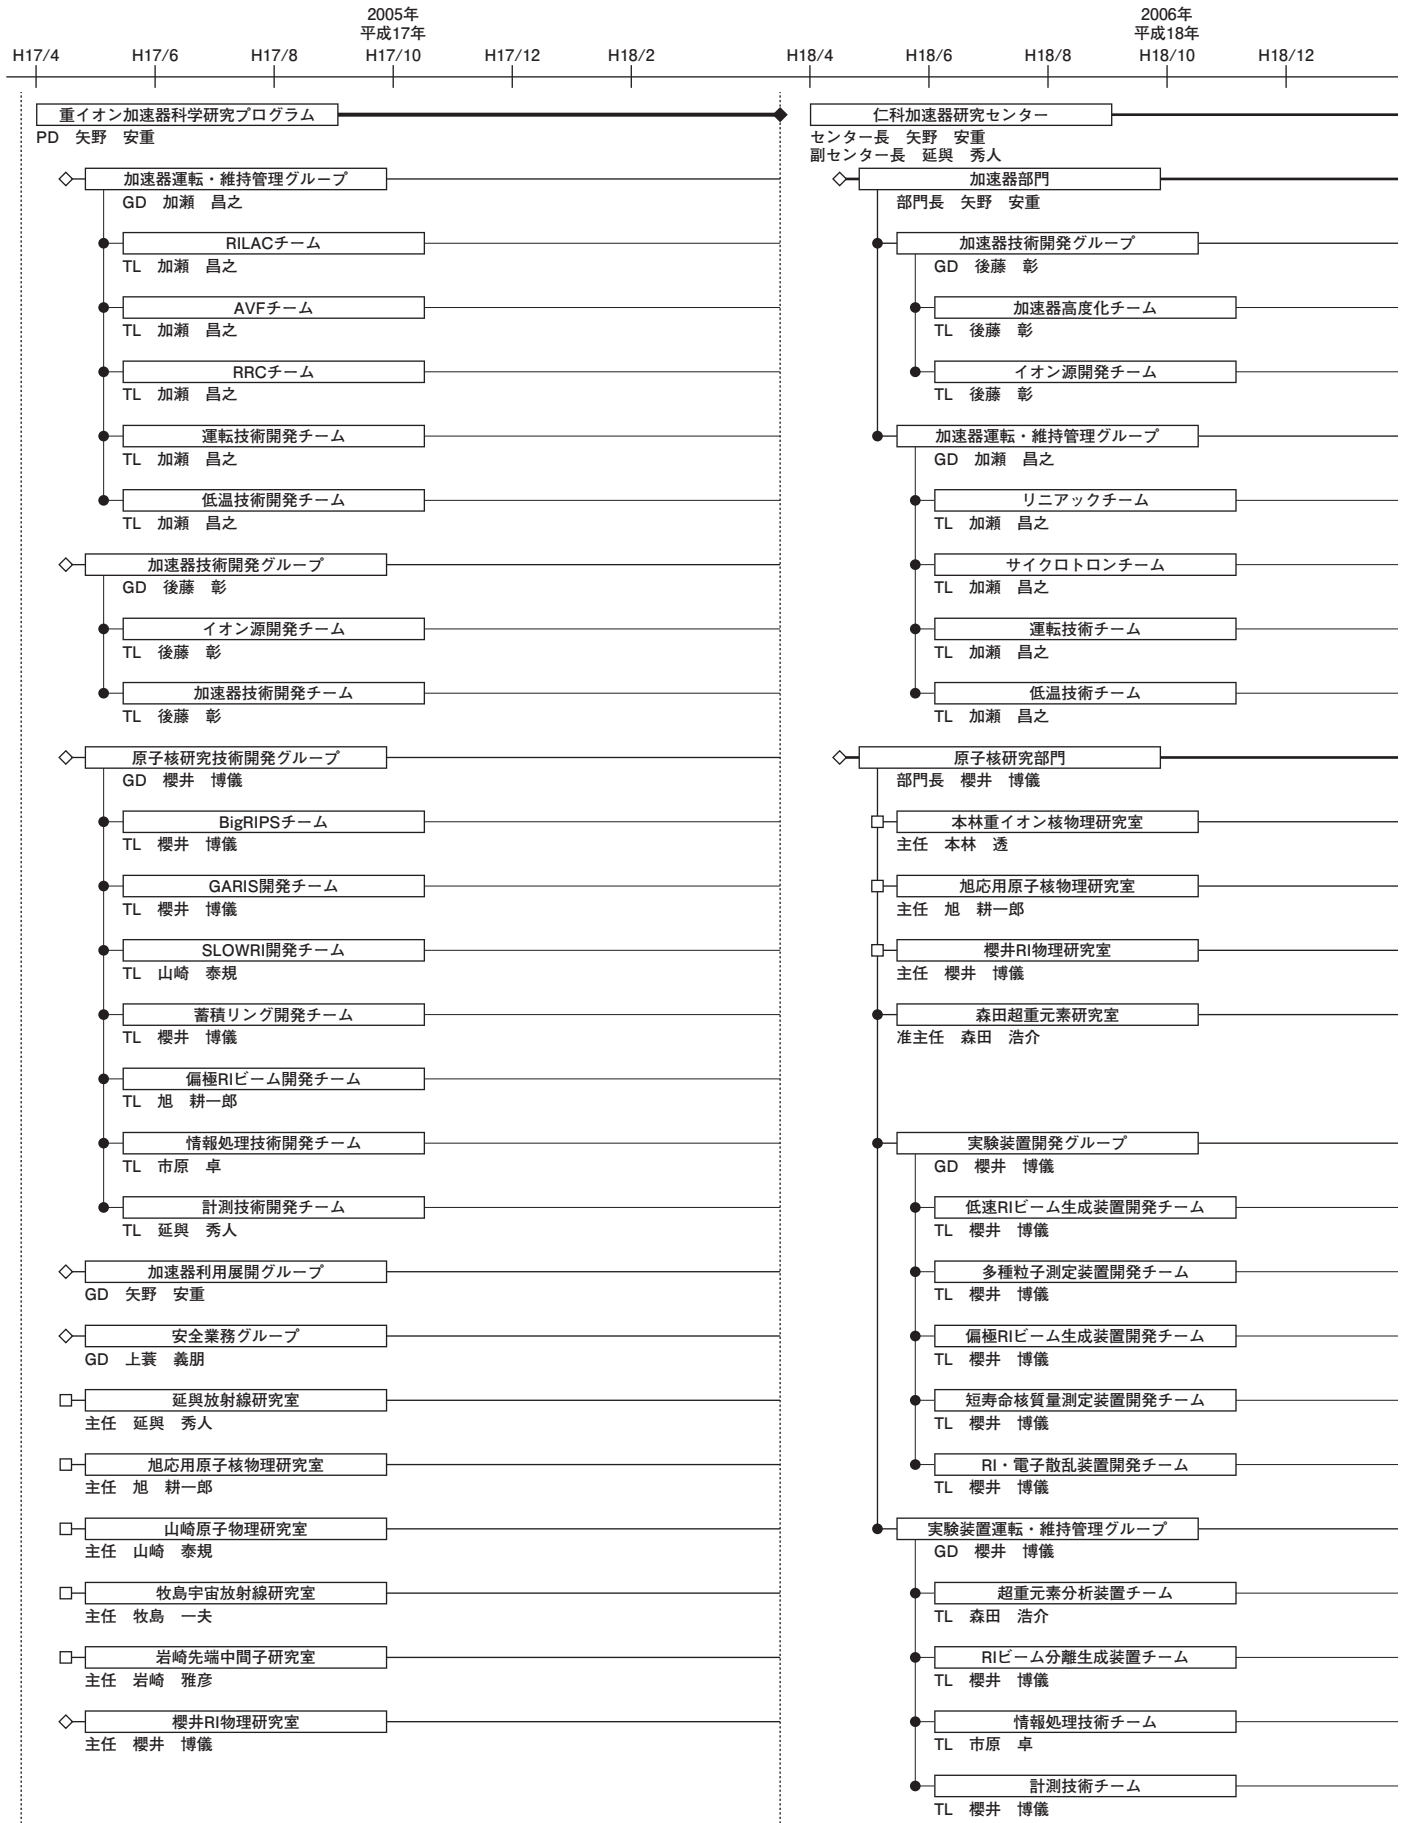 2005年
平成17年
H17/4
H17/6
H17/8
H17/10
H17/12
H18/2
2006年
平成18年
H18/4
H18/6
H18/8
H18/10
H18/12
重イオン加速器科学研究プログラム
PD 矢野 安重
加速器運転・維持管理グループ
GD 加瀬 昌之
RILACチーム
TL 加瀬 昌之
AVFチーム
TL 加瀬 昌之
RRCチーム
TL 加瀬 昌之
運転技術開発チーム
TL 加瀬 昌之
低温技術開発チーム
TL 加瀬 昌之
加速器技術開発グループ
GD 後藤 彰
イオン源開発チーム
TL 後藤 彰
加速器技術開発チーム
TL 後藤 彰
原子核研究技術開発グループ
GD 櫻井 博儀
BigRIPSチーム
TL 櫻井 博儀
GARIS開発チーム
TL 櫻井 博儀
SLOWRI開発チーム
TL 山崎 泰規
蓄積リング開発チーム
TL 櫻井 博儀
偏極RIビーム開発チーム
TL 旭 耕一郎
情報処理技術開発チーム
TL 市原 卓
計測技術開発チーム
TL 延與 秀人
加速器利用展開グループ
GD 矢野 安重
安全業務グループ
GD 上蓑 義朋
延與放射線研究室
主任 延與 秀人
旭応用原子核物理研究室
主任 旭 耕一郎
山崎原子物理研究室
主任 山崎 泰規
牧島宇宙放射線研究室
主任 牧島 一夫
岩崎先端中間子研究室
主任 岩崎 雅彦
櫻井RI物理研究室
主任 櫻井 博儀
仁科加速器研究センター
センター長 矢野 安重
副センター長 延與 秀人
加速器部門
部門長 矢野 安重
加速器技術開発グループ
GD 後藤 彰
加速器高度化チーム
TL 後藤 彰
イオン源開発チーム
TL 後藤 彰
加速器運転・維持管理グループ
GD 加瀬 昌之
リニアックチーム
TL 加瀬 昌之
サイクロトロンチーム
TL 加瀬 昌之
運転技術チーム
TL 加瀬 昌之
低温技術チーム
TL 加瀬 昌之
原子核研究部門
部門長 櫻井 博儀
本林重イオン核物理研究室
主任 本林 透
旭応用原子核物理研究室
主任 旭 耕一郎
櫻井RI物理研究室
主任 櫻井 博儀
森田超重元素研究室
准主任 森田 浩介
実験装置開発グループ
GD 櫻井 博儀
低速RIビーム生成装置開発チーム
TL 櫻井 博儀
多種粒子測定装置開発チーム
TL 櫻井 博儀
偏極RIビーム生成装置開発チーム
TL 櫻井 博儀
短寿命核質量測定装置開発チーム
TL 櫻井 博儀
RI・電子散乱装置開発チーム
TL 櫻井 博儀
実験装置運転・維持管理グループ
GD 櫻井 博儀
超重元素分析装置チーム
TL 森田 浩介
RIビーム分離生成装置チーム
TL 櫻井 博儀
情報処理技術チーム
TL 市原 卓
計測技術チーム
TL 櫻井 博儀